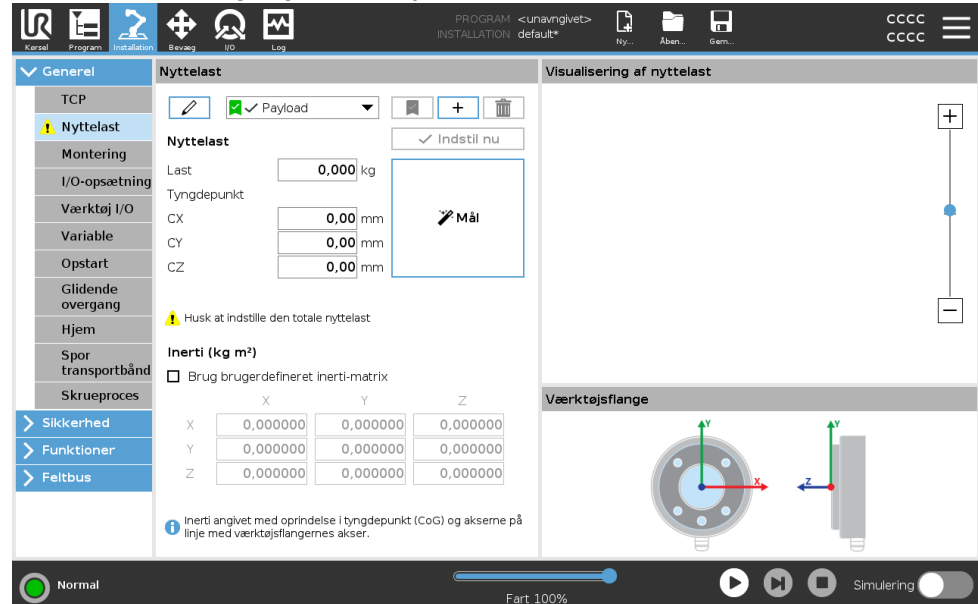 PROGRAM <unavngivet>
INSTALLATION default*
CCCC
CCCC
Kørsel Program Installation Bevæg I/O Log Ny... Åben... Gem...
Generel
TCP
Nyttelast
Montering
I/O-opsætning
Værktøj I/O
Variable
Opstart
Glidende
overgang
Hjem
Spor
transportbånd
Skrueproces
Sikkerhed
Funktioner
Feltbus
Nyttelast
Payload
Nyttelast
Indstil nu
Last 0,000 kg
Tyngdepunkt
CX 0,00 mm
CY 0,00 mm
CZ 0,00 mm
Mål
Husk at indstille den totale nyttelast
Inerti (kg m²)
Brug brugerdefineret inerti-matrix
X Y Z
X 0,000000 0,000000 0,000000
Y 0,000000 0,000000 0,000000
Z 0,000000 0,000000 0,000000
Inerti angivet med oprindelse i tyngdepunkt (CoG) og akserne på
linje med værktøjsflangernes akser.
Visualisering af nyttelast
Værktøjsflange
Y
X
Y
Z
Normal
Fart 100%
Simulering